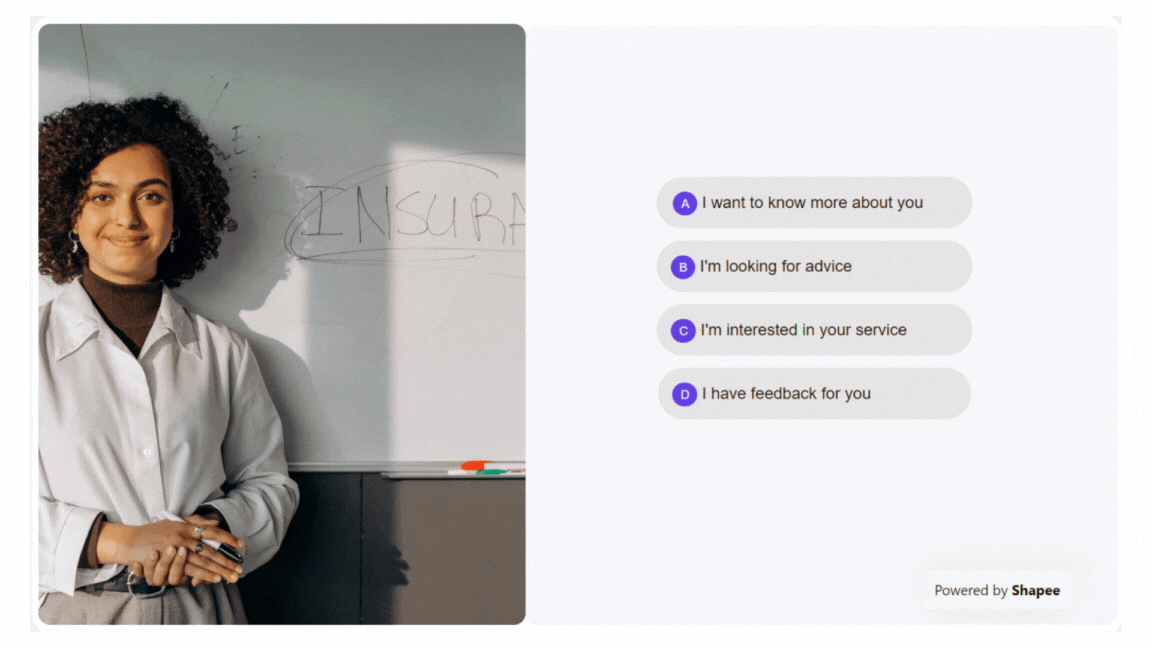 INSURA
A I want to know more about you
B I'm looking for advice
C I'm interested in your service
D I have feedback for you
Powered by Shapee